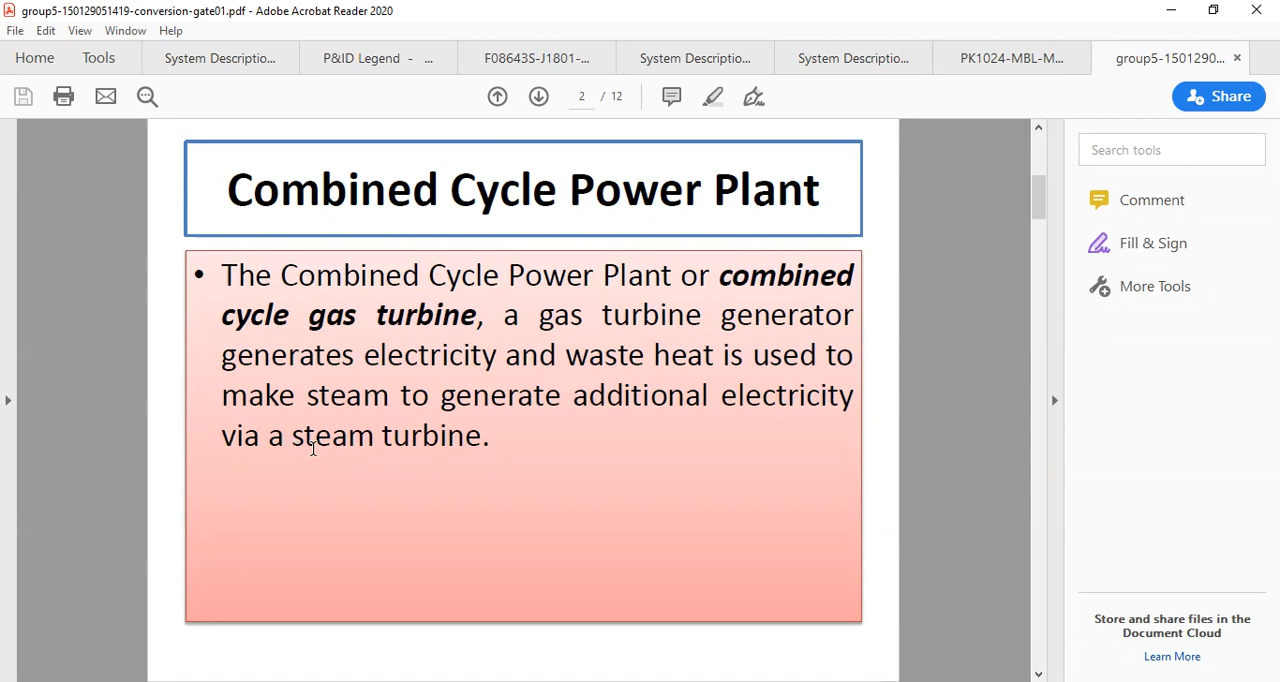 group5-150129051419-conversion-gate01.pdf - Adobe Acrobat Reader 2020
File Edit View Window Help
Home Tools System Descriptio... P&ID Legend - ... F08643S-J1801-... System Descriptio... System Descriptio... PK1024-MBL-M... group5-1501290... ×
2 / 12 Share
Search tools
Comment
Fill & Sign
More Tools
Combined Cycle Power Plant
• The Combined Cycle Power Plant or combined
cycle gas turbine, a gas turbine generator
generates electricity and waste heat is used to
make steam to generate additional electricity
via a steam turbine.
Store and share files in the
Document Cloud
Learn More